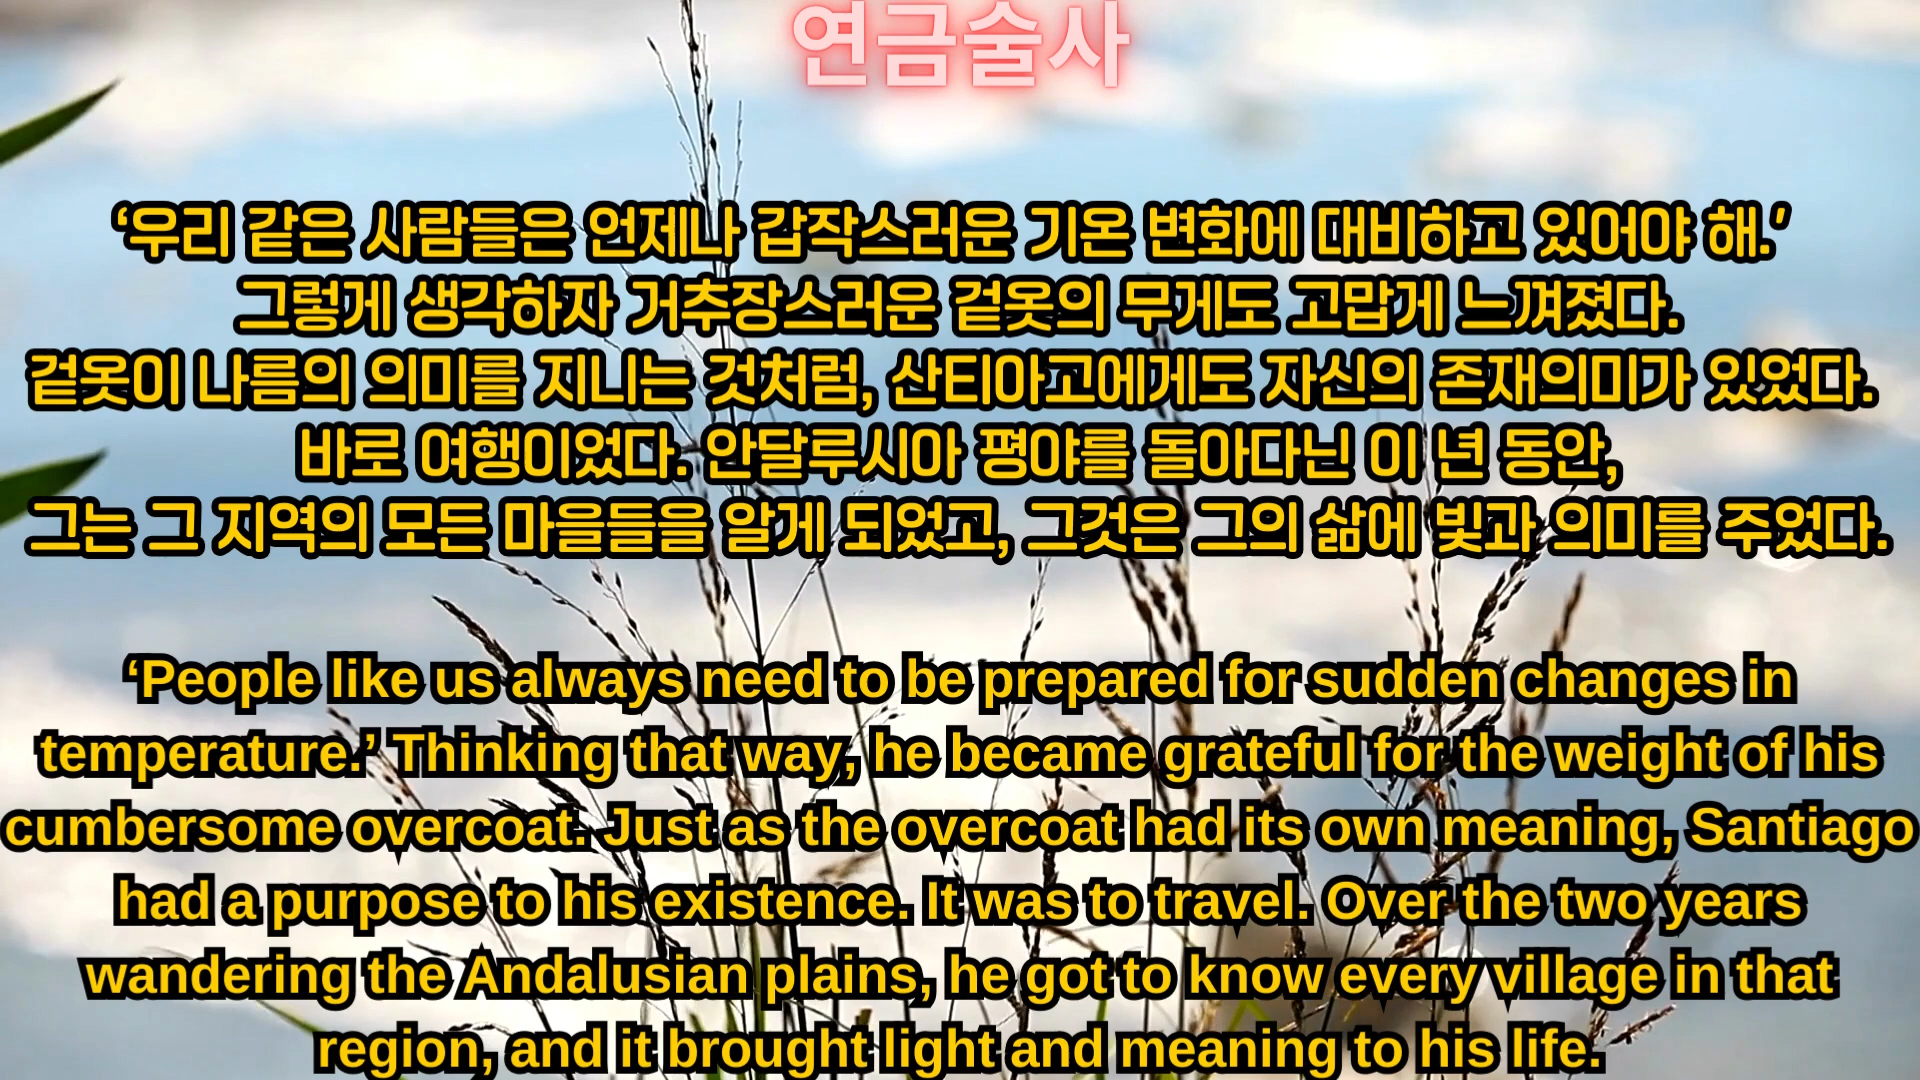 연금술사
‘우리 같은 사람들은 언제나 갑작스러운 기온 변화에 대비하고 있어야 해.’
그렇게 생각하자 거추장스러운 겉옷의 무게도 고맙게 느껴졌다.
겉옷이 나름의 의미를 지니는 것처럼, 산티아고에게도 자신의 존재의미가 있었다.
바로 여행이었다. 안달루시아 평야를 돌아다닌 이 년 동안,
그는 그 지역의 모든 마을들을 알게 되었고, 그것은 그의 삶에 빛과 의미를 주었다.
‘People like us always need to be prepared for sudden changes in
temperature.’ Thinking that way, he became grateful for the weight of his
cumbersome overcoat. Just as the overcoat had its own meaning, Santiago
had a purpose to his existence. It was to travel. Over the two years
wandering the Andalusian plains, he got to know every village in that
region, and it brought light and meaning to his life.